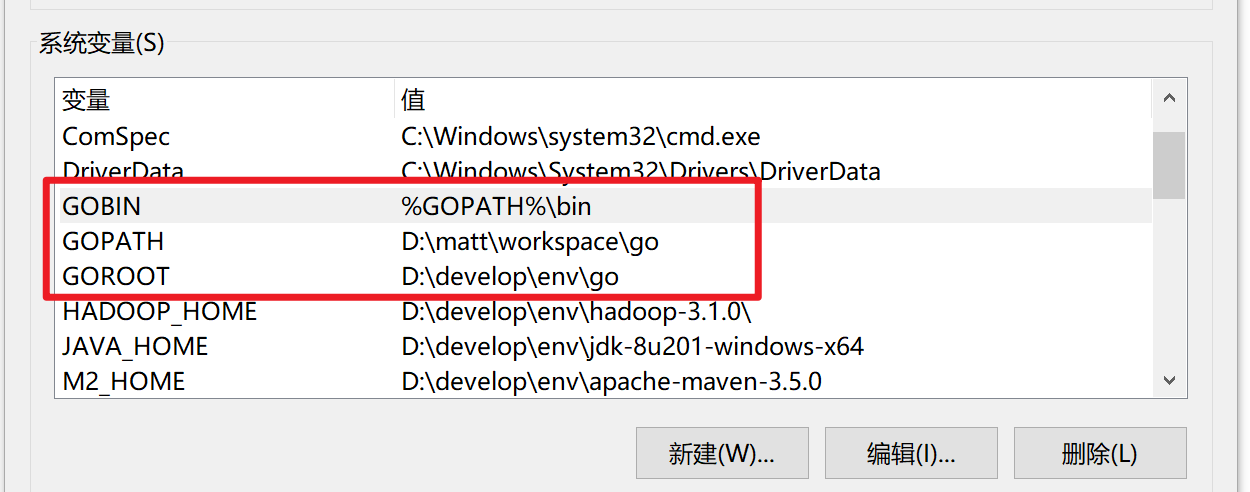 系统变量(S)
变量 值
ComSpec C:\Windows\system32\cmd.exe
DriverData C:\Windows\System32\Drivers\DriverData
GOBIN %GOPATH%\bin
GOPATH D:\matt\workspace\go
GOROOT D:\develop\env\go
HADOOP_HOME D:\develop\env\hadoop-3.1.0\
JAVA_HOME D:\develop\env\jdk-8u201-windows-x64
M2_HOME D:\develop\env\apache-maven-3.5.0
新建(W)... 编辑(I)... 删除(L)